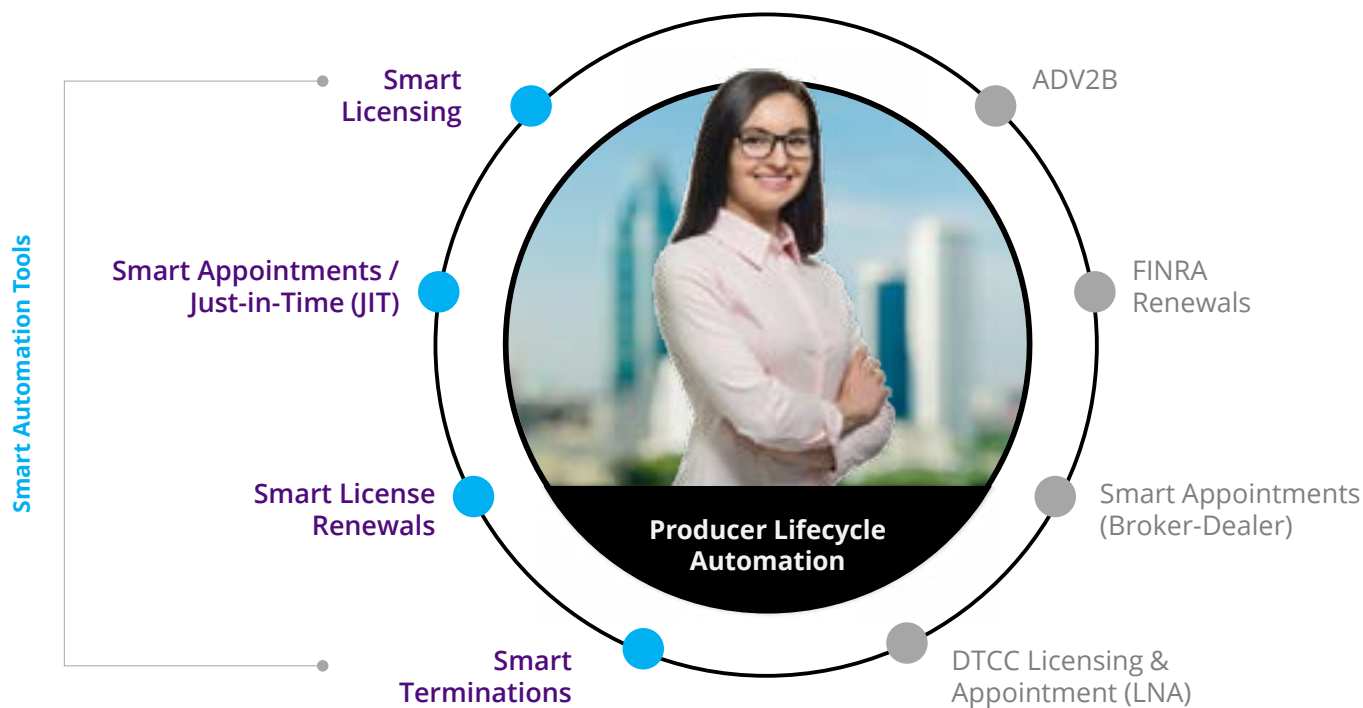 Smart Automation Tools
Smart
Licensing
Smart Appointments /
Just-in-Time (JIT)
Smart License
Renewals
Smart
Terminations
Producer Lifecycle
Automation
ADV2B
FINRA
Renewals
Smart Appointments
(Broker-Dealer)
DTCC Licensing &
Appointment (LNA)